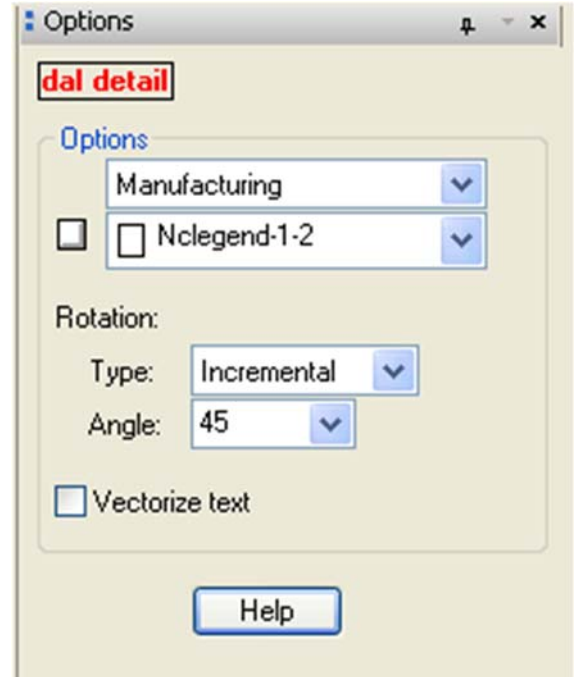 Options
dal detail
Options
Manufacturing
Nclegend-1-2
Rotation:
Type: Incremental
Angle: 45
Vectorize text
Help